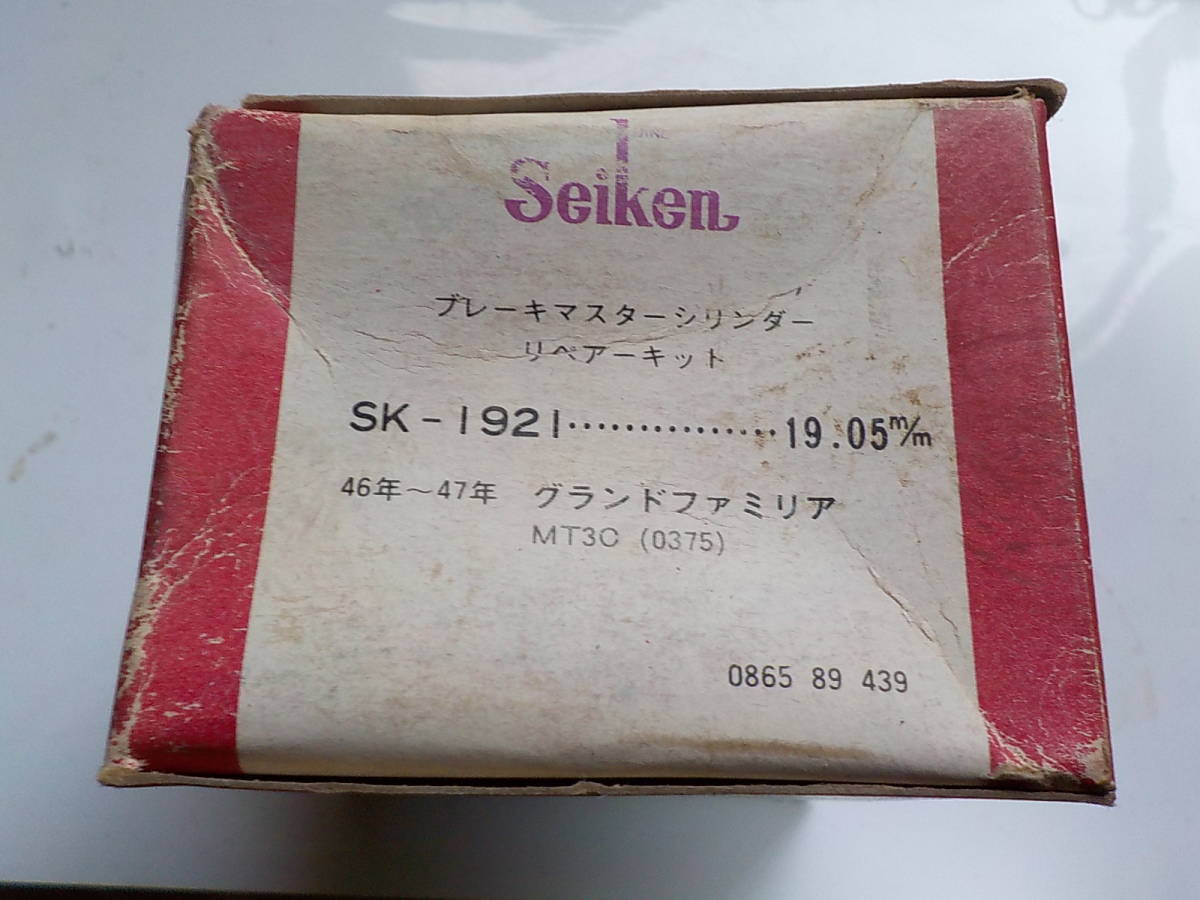 Seiken
ブレーキマスターシリンダー
リペアーキット
SK-1921……………19.05m/m
46年～47年 グランドファミリア
MT3C (0375)
0865 89 439